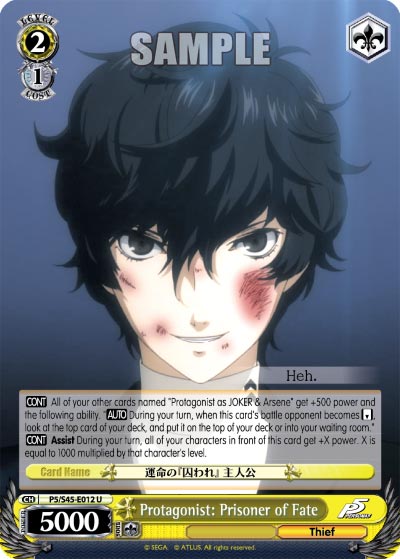 LEVEL
2
1
COST
SAMPLE
Heh.
CONT All of your other cards named "Protagonist as JOKER & Arsene" get +500 power and
the following ability. AUTO During your turn, when this card's battle opponent becomes [▼],
look at the top card of your deck, and put it on the top of your deck or into your waiting room."
CONT Assist During your turn, all of your characters in front of this card get +X power. X is
equal to 1000 multiplied by that character's level.
Card Name
運命の『囚われ』 主人公
CH P5/S45-E012 U
POWER
5000
SOUL
Protagonist: Prisoner of Fate
P5
PERSONA5
Thief
© SEGA. © ATLUS. All rights reserved.